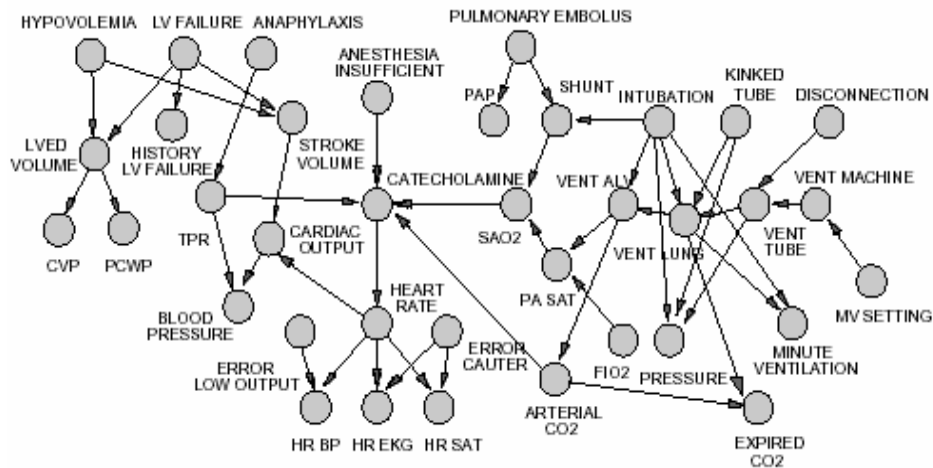 HYPOVOLEMIA
LV FAILURE
ANAPHYLAXIS
PULMONARY EMBOLUS
ANESTHESIA
INSUFFICIENT
PAP
SHUNT
INTUBATION
KINKED
TUBE
DISCONNECTION
LVED
VOLUME
HISTORY
LV FAILURE
STROKE
VOLUME
CATECHOLAMINE
VENT ALV
VENT MACHINE
TPR
CARDIAC
OUTPUT
SAO2
VENT LUNG
VENT
TUBE
CVP
PCWP
PA SAT
MV SETTING
BLOOD
PRESSURE
HEART
RATE
ERROR
LOW OUTPUT
ERROR
CAUTER
FIO2
PRESSURE
MINUTE
VENTILATION
HR BP
HR EKG
HR SAT
ARTERIAL
CO2
EXPIRED
CO2